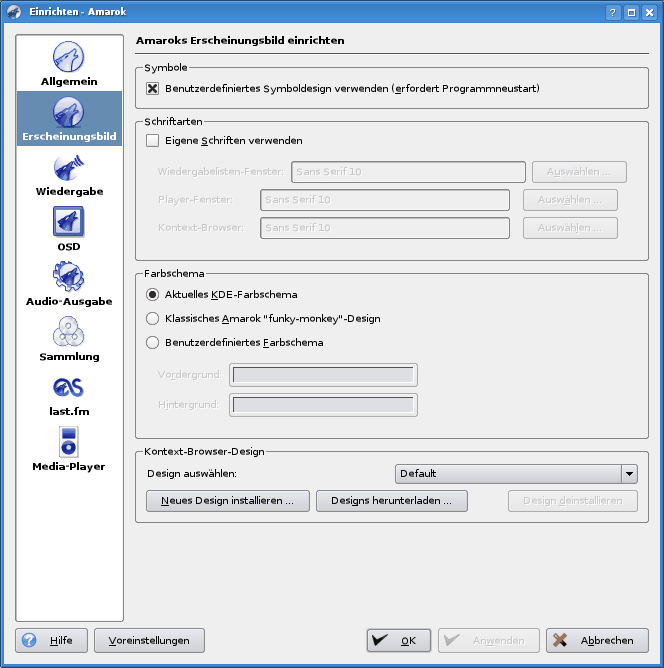 Einrichten - Amarok
Allgemein
Erscheinungsbild
Wiedergabe
OSD
Audio-Ausgabe
Sammlung
last.fm
Media-Player
Amaroks Erscheinungsbild einrichten
Symbole
Benutzerdefiniertes Symboldesign verwenden (erfordert Programmneustart)
Schriftarten
Eigene Schriften verwenden
Wiedergabelisten-Fenster: Sans Serif 10 Auswählen ...
Player-Fenster: Sans Serif 10 Auswählen ...
Kontext-Browser: Sans Serif 10 Auswählen ...
Farbschema
Aktuelles KDE-Farbschema
Klassisches Amarok "funky-monkey"-Design
Benutzerdefiniertes Farbschema
Vordergrund:
Hintergrund:
Kontext-Browser-Design
Design auswählen: Default
Neues Design installieren ... Designs herunterladen ... Design deinstallieren
Hilfe Voreinstellungen OK Anwenden Abbrechen